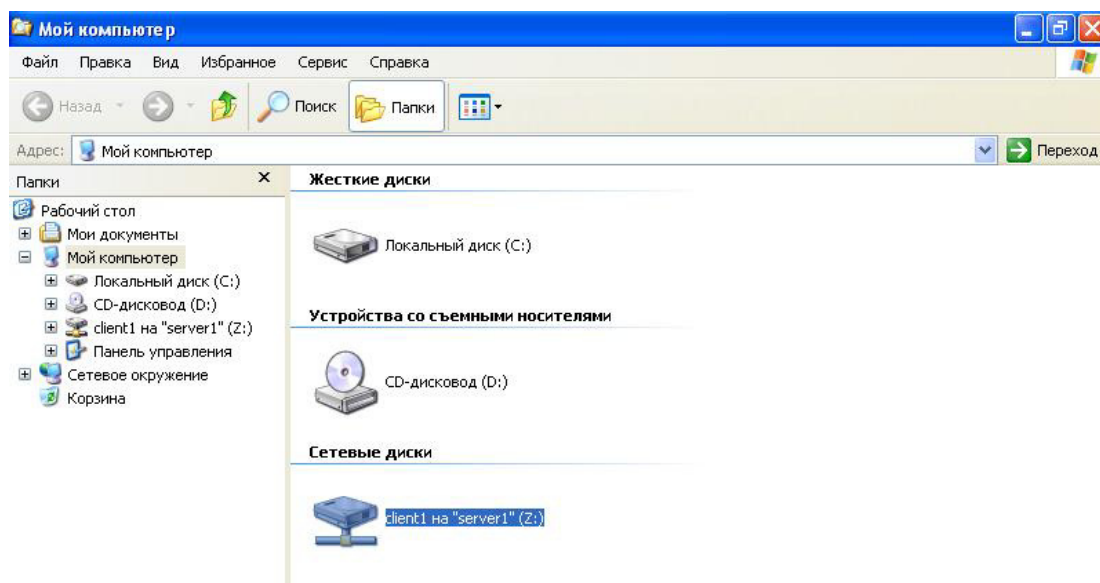 Мой компьютер
Файл Правка Вид Избранное Сервис Справка
Назад Поиск Папки
Адрес: Мой компьютер Переход
Папки
Рабочий стол
Мои документы
Мой компьютер
Локальный диск (C:)
CD-дисковод (D:)
client1 на "server1" (Z:)
Панель управления
Сетевое окружение
Корзина
Жесткие диски
Локальный диск (C:)
Устройства со съемными носителями
CD-дисковод (D:)
Сетевые диски
client1 на "server1" (Z:)